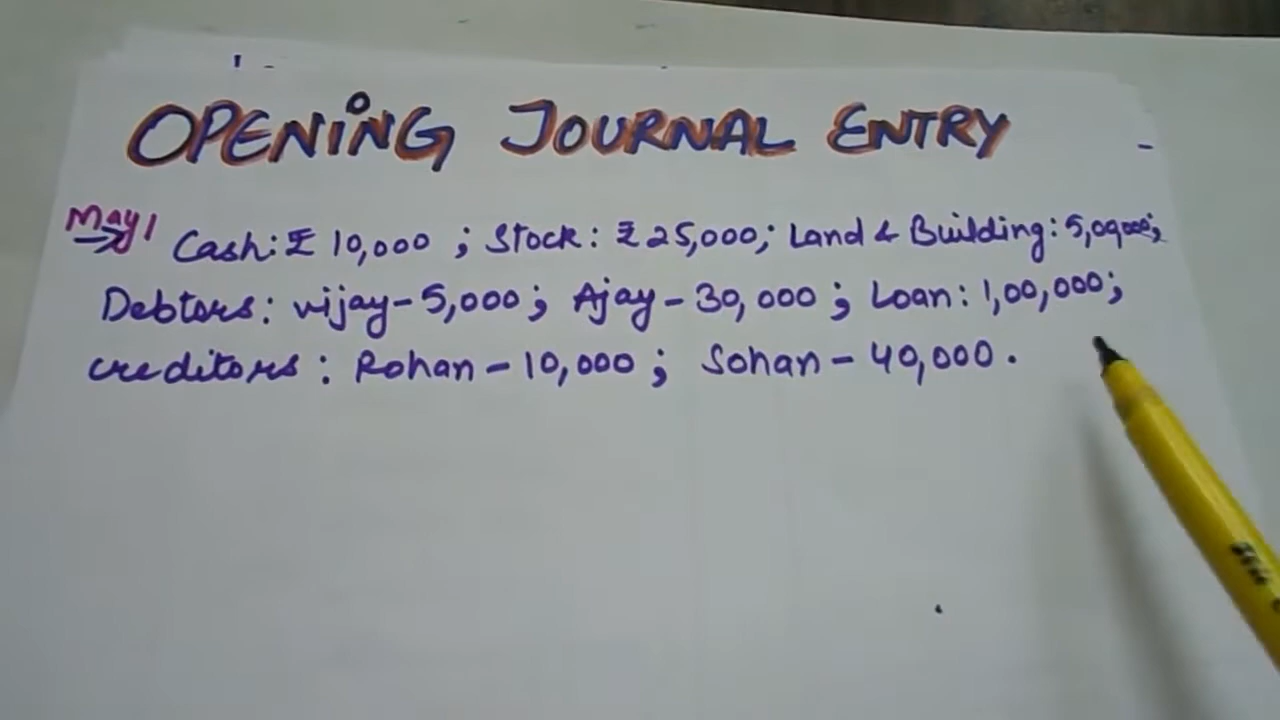 OPENING JOURNAL ENTRY
May 1
→ Cash: ₹ 10,000 ; Stock: ₹ 25,000; Land & Building: 5,00,000;
Debtors: Vijay - 5,000 ; Ajay - 30,000 ; Loan: 1,00,000;
creditors : Rohan - 10,000 ; Sohan - 40,000 .